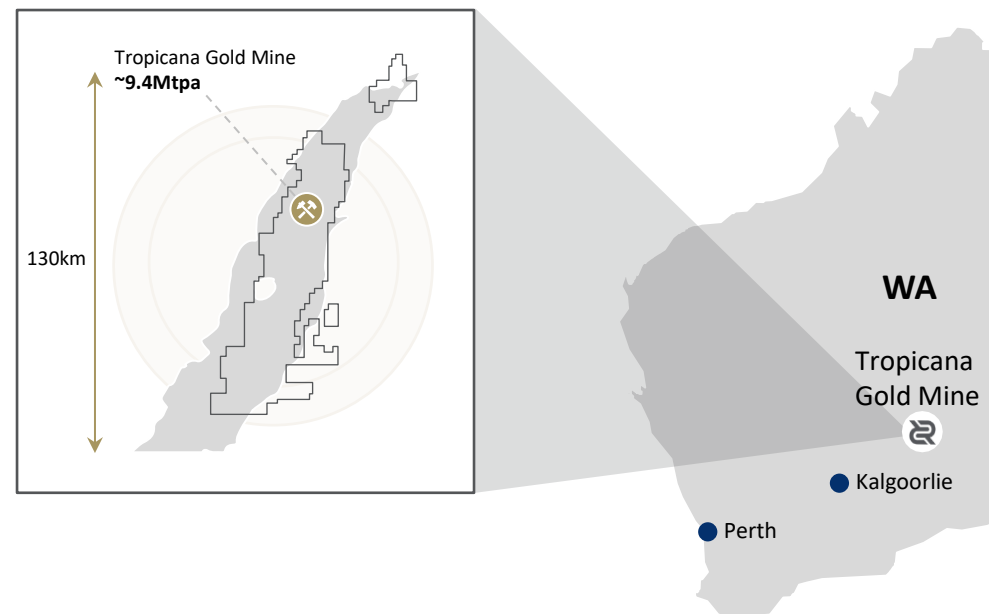 Tropicana Gold Mine
~9.4Mtpa
130km
WA
Tropicana
Gold Mine
Kalgoorlie
Perth